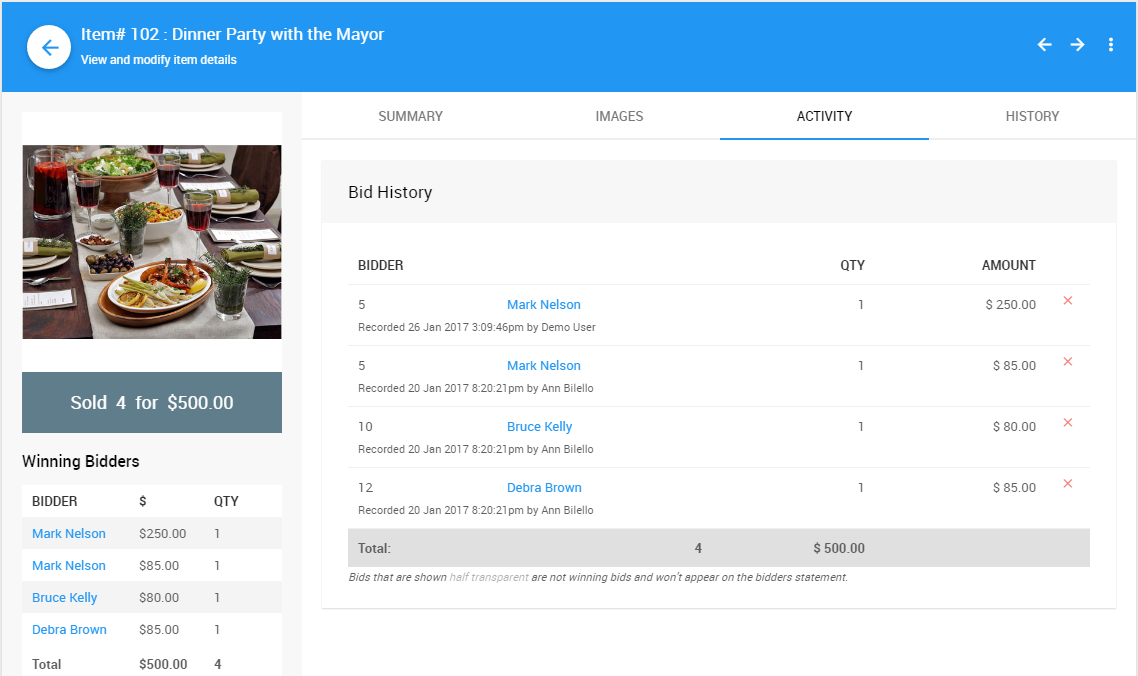 Item# 102 : Dinner Party with the Mayor
View and modify item details
SUMMARY IMAGES ACTIVITY HISTORY
Sold 4 for $500.00
Winning Bidders
BIDDER $ QTY
Mark Nelson $250.00 1
Mark Nelson $85.00 1
Bruce Kelly $80.00 1
Debra Brown $85.00 1
Total $500.00 4
Bid History
BIDDER QTY AMOUNT
5 Mark Nelson 1 $ 250.00
Recorded 26 Jan 2017 3:09:46pm by Demo User
5 Mark Nelson 1 $ 85.00
Recorded 20 Jan 2017 8:20:21pm by Ann Bilello
10 Bruce Kelly 1 $ 80.00
Recorded 20 Jan 2017 8:20:21pm by Ann Bilello
12 Debra Brown 1 $ 85.00
Recorded 20 Jan 2017 8:20:21pm by Ann Bilello
Total: 4 $ 500.00
Bids that are shown half transparent are not winning bids and won't appear on the bidders statement.